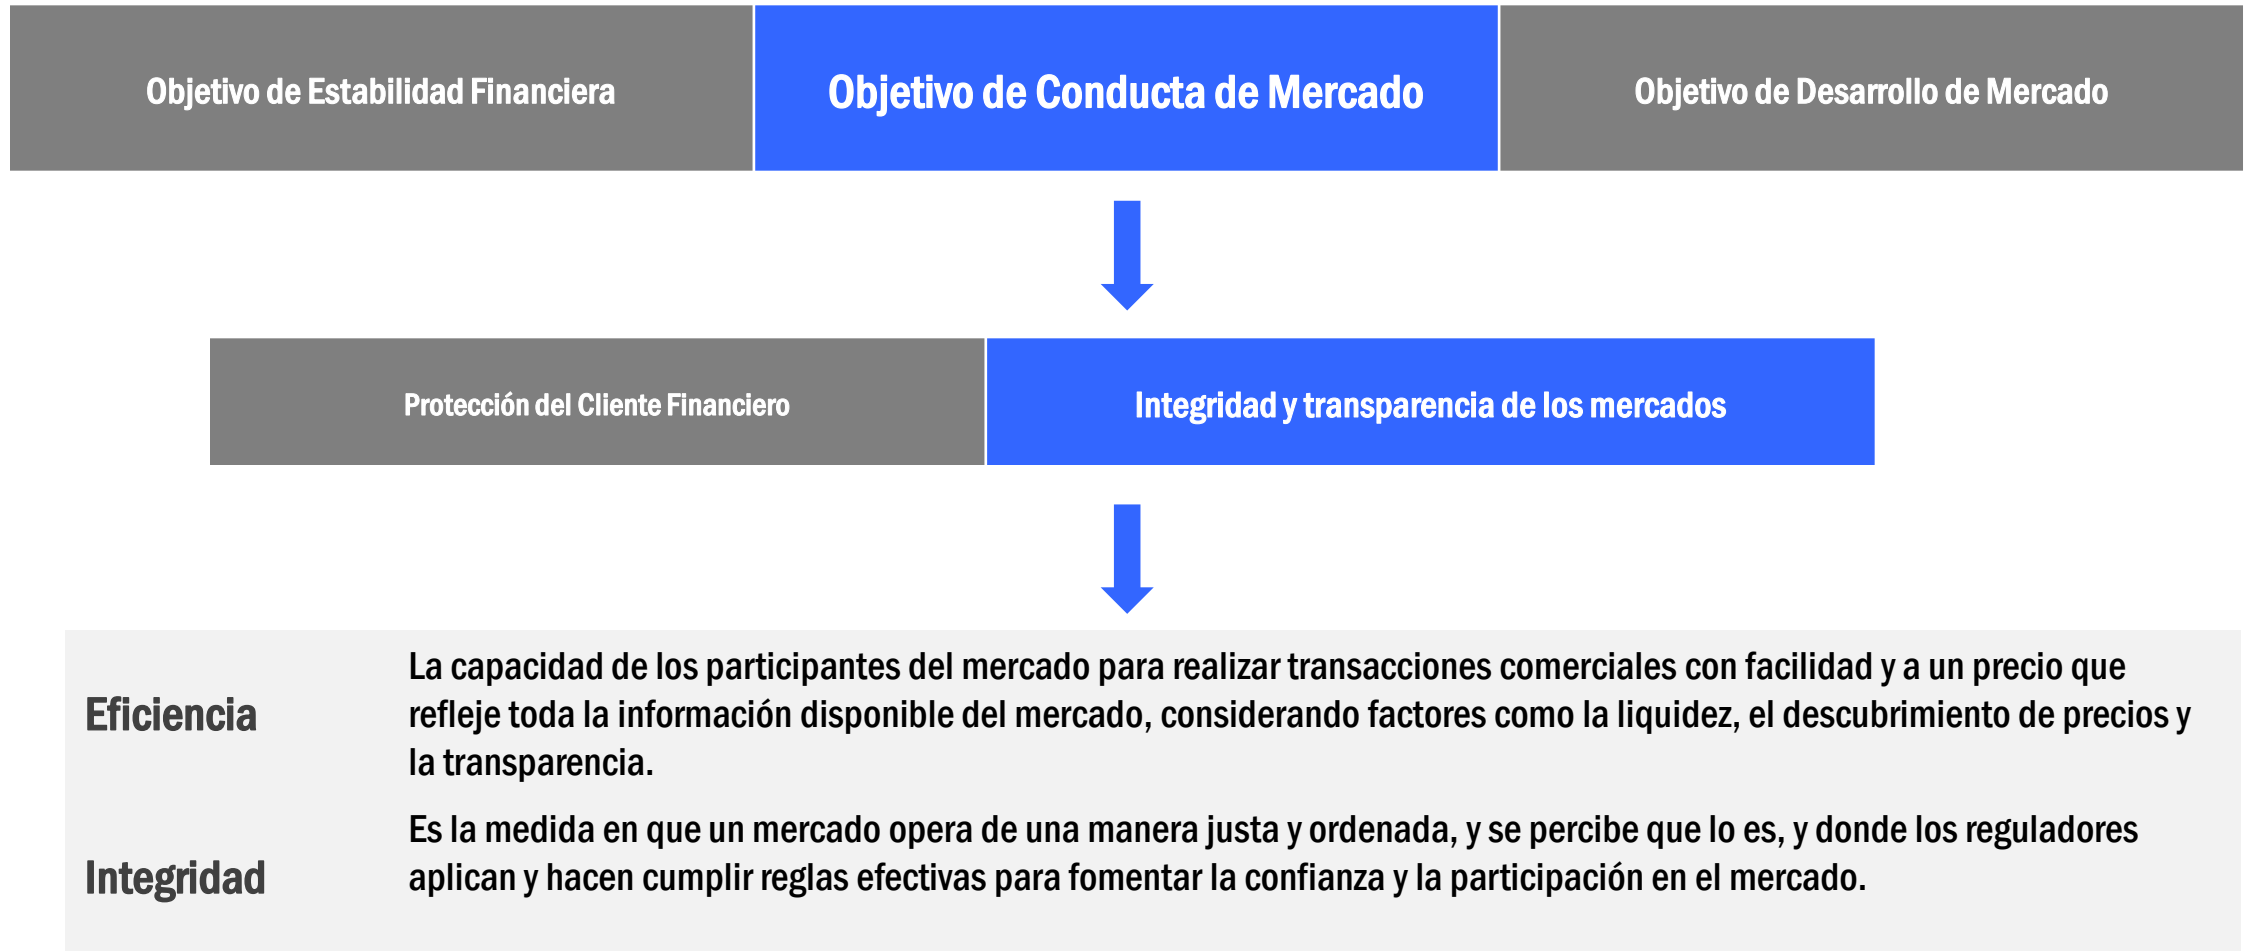 Objetivo de Estabilidad Financiera
Objetivo de Conducta de Mercado
Objetivo de Desarrollo de Mercado
Protección del Cliente Financiero
Integridad y transparencia de los mercados
Eficiencia
La capacidad de los participantes del mercado para realizar transacciones comerciales con facilidad y a un precio que
refleje toda la información disponible del mercado, considerando factores como la liquidez, el descubrimiento de precios y
la transparencia.
Integridad
Es la medida en que un mercado opera de una manera justa y ordenada, y se percibe que lo es, y donde los reguladores
aplican y hacen cumplir reglas efectivas para fomentar la confianza y la participación en el mercado.